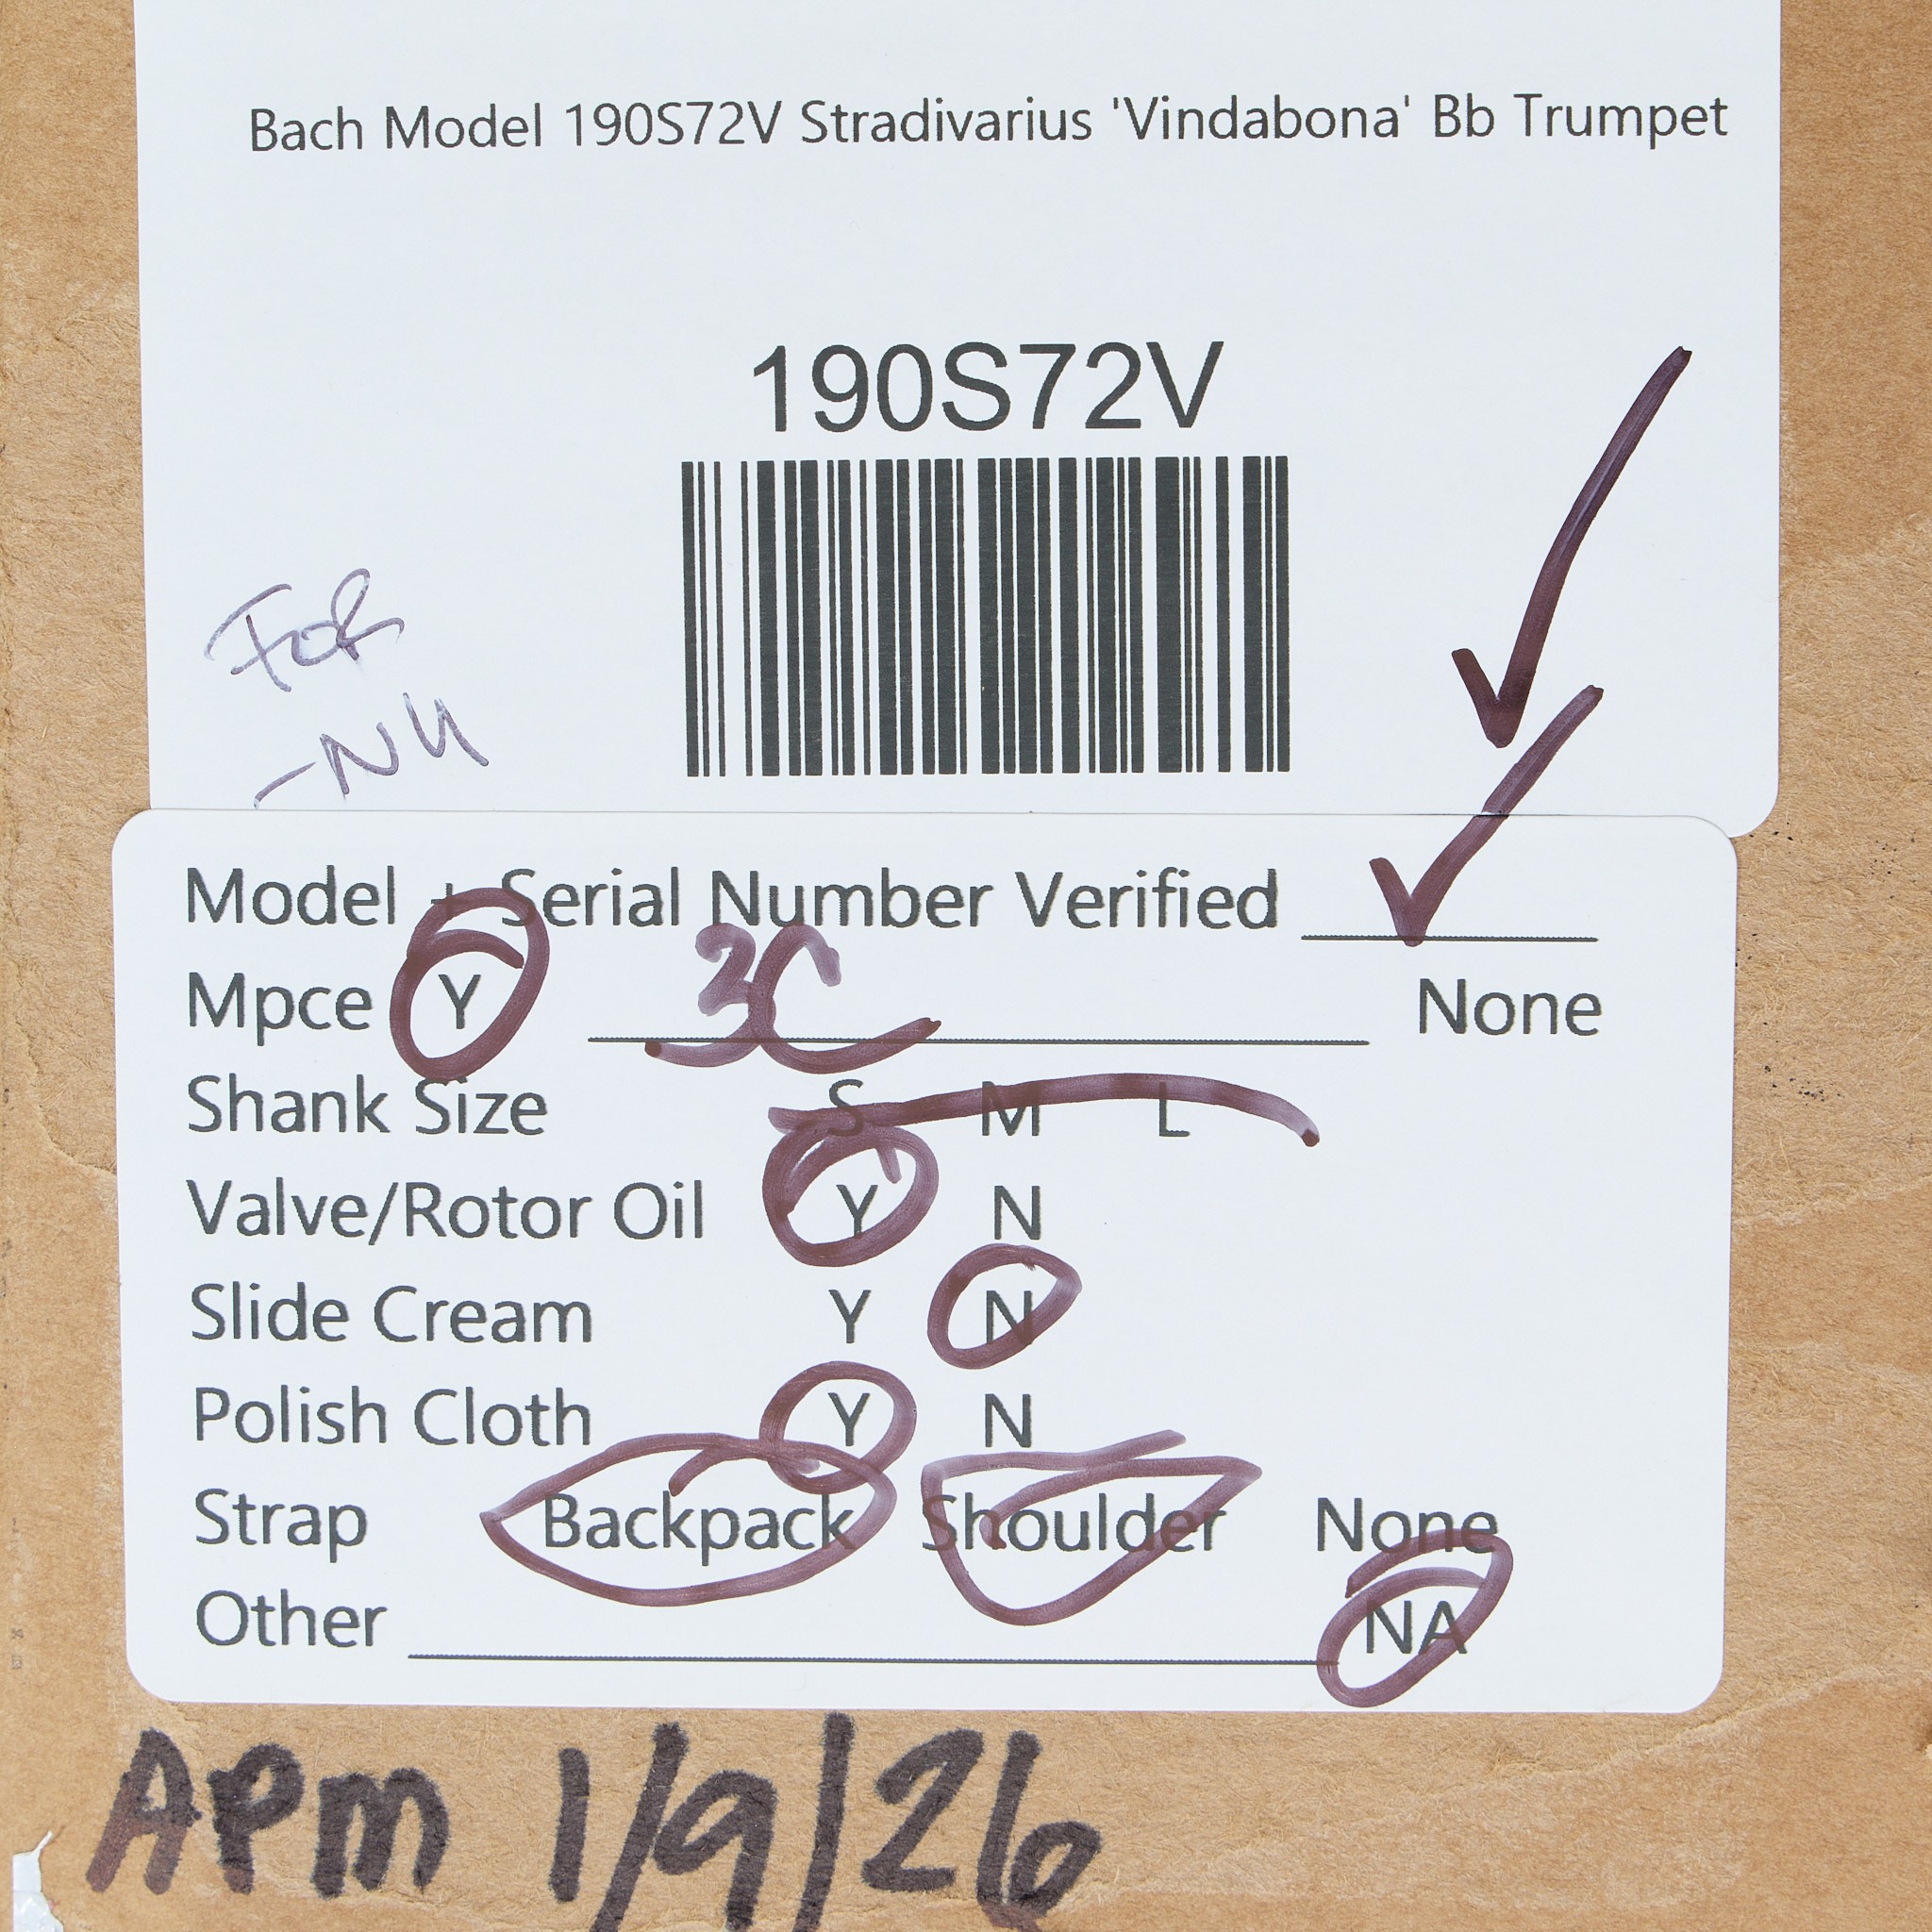 Bach Model 190S72V Stradivarius 'Vindabona' Bb Trumpet
190S72V
FOR
-NU
Model + Serial Number Verified
Mpce Y 3C None
Shank Size S M L
Valve/Rotor Oil Y N
Slide Cream Y N
Polish Cloth Y N
Strap Backpack Shoulder None
Other NA
APM 1/9/26